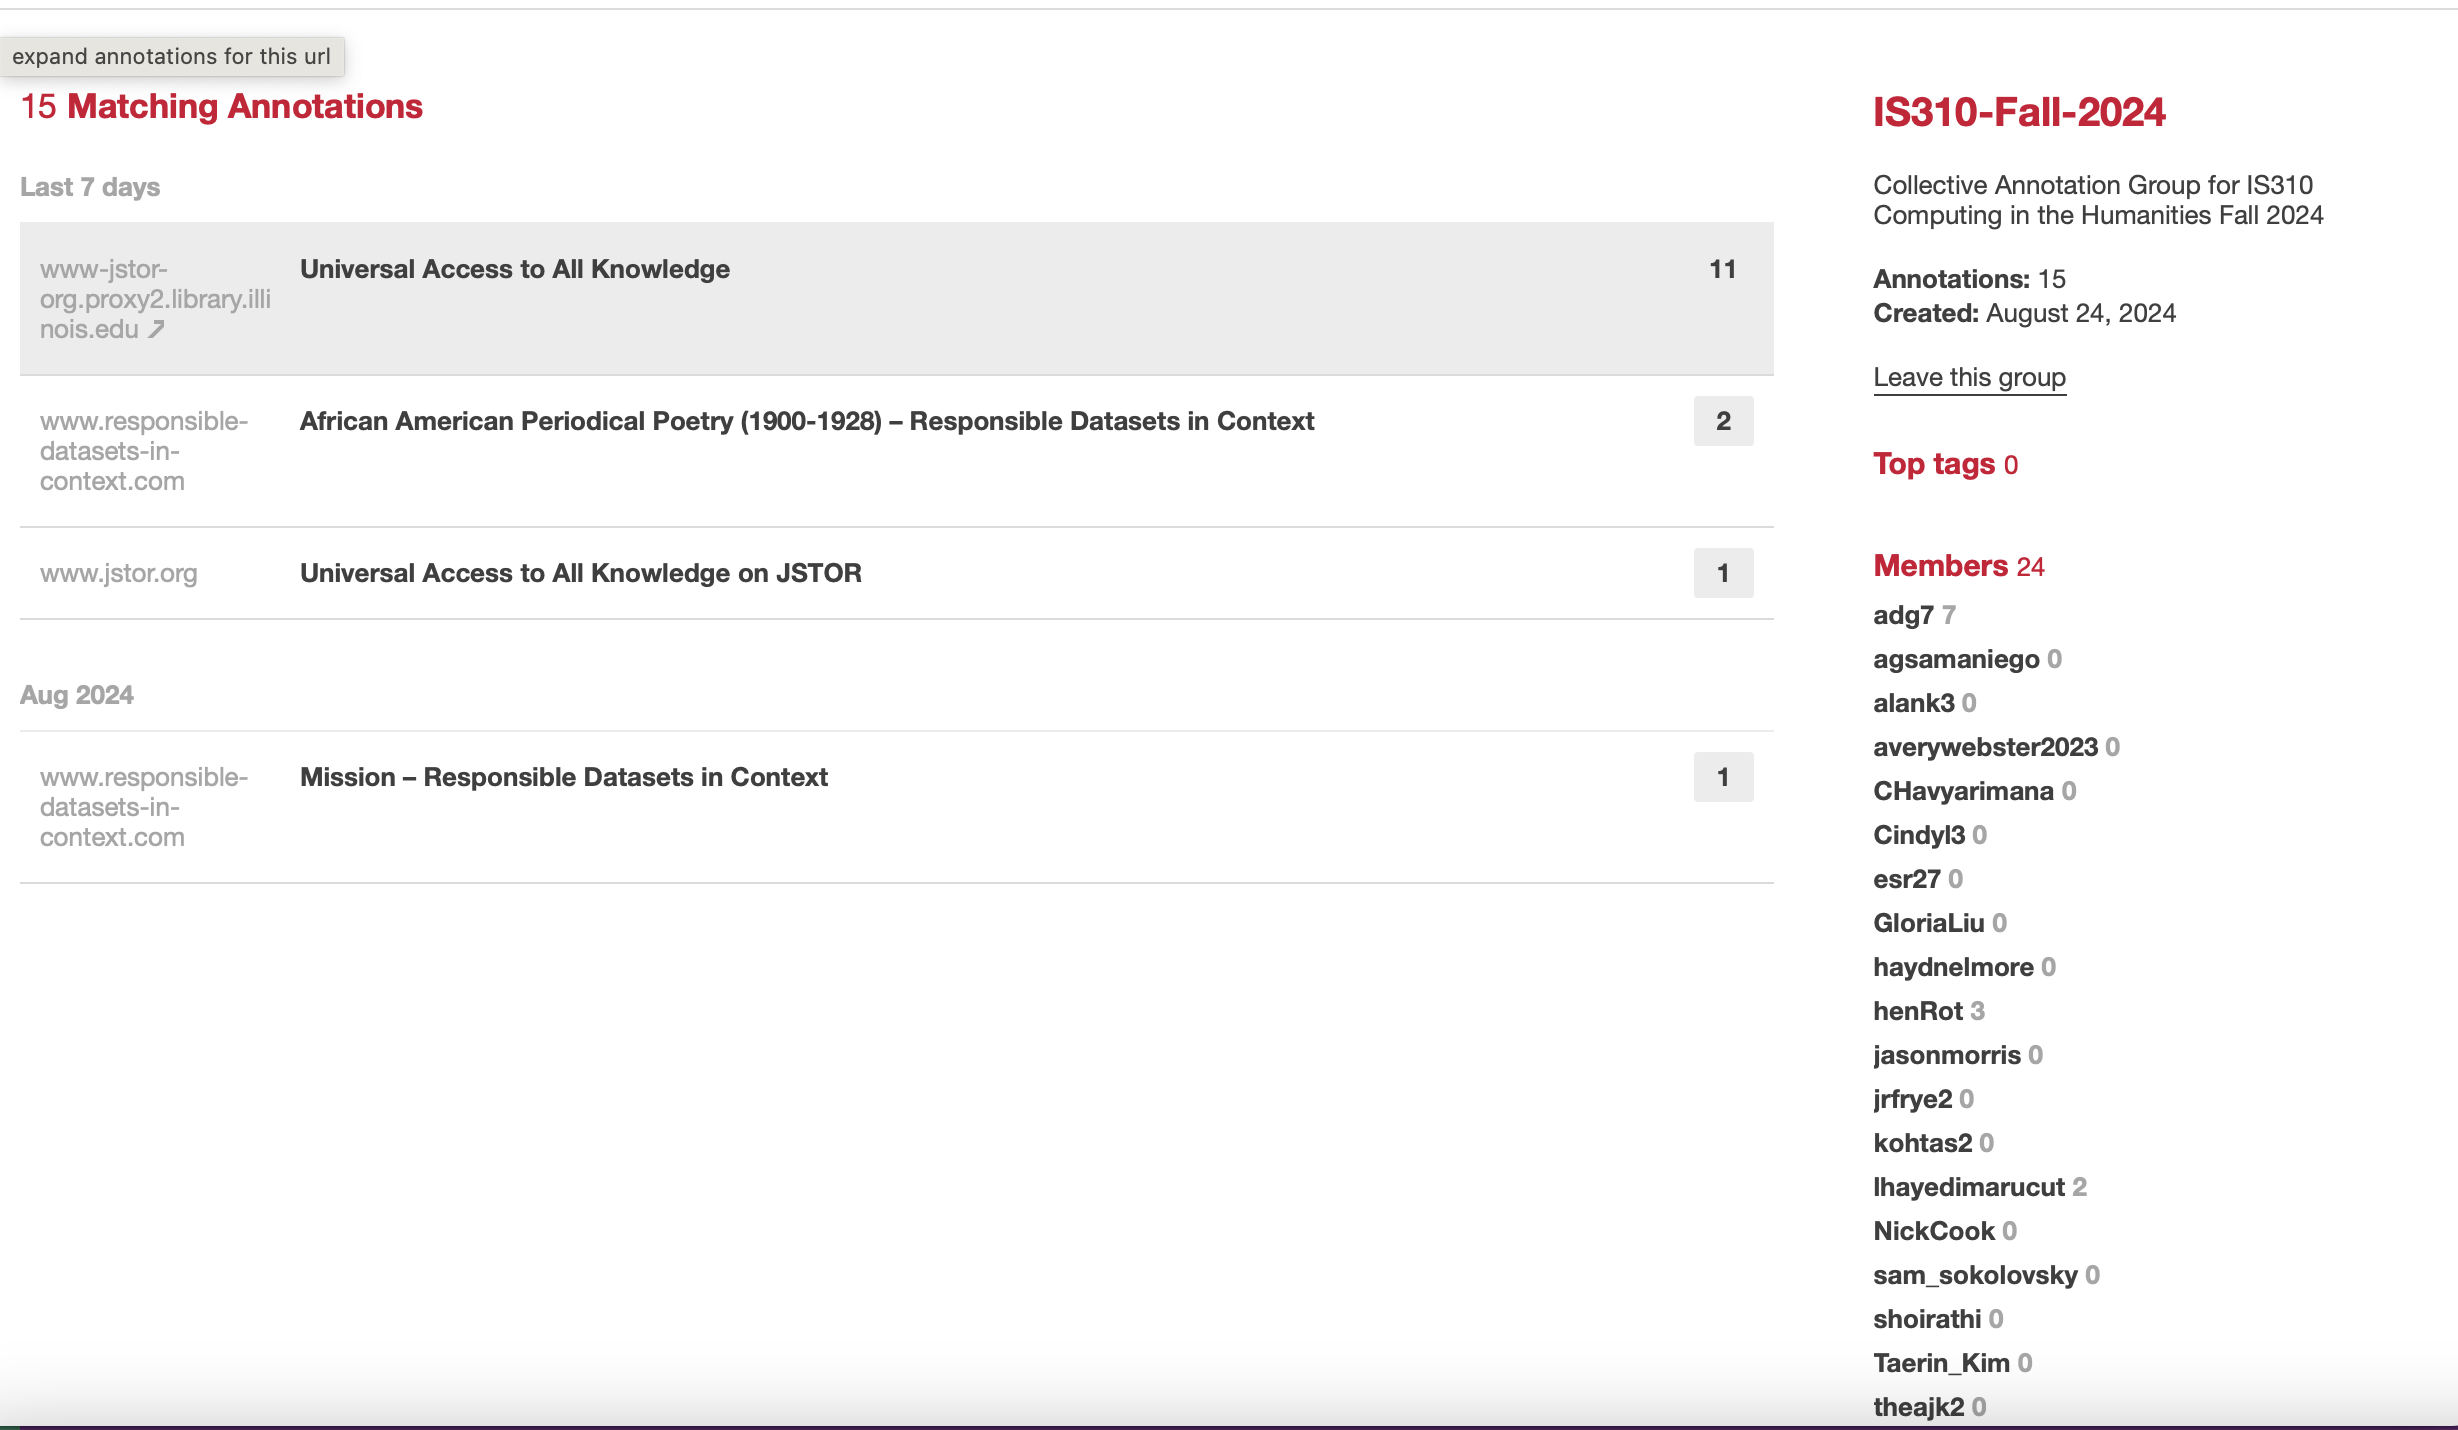 expand annotations for this url
15 Matching Annotations
Last 7 days
www-jstor-
org.proxy2.library.illi
nois.edu
Universal Access to All Knowledge
11
www.responsible-
datasets-in-
context.com
African American Periodical Poetry (1900-1928) – Responsible Datasets in Context
2
www.jstor.org
Universal Access to All Knowledge on JSTOR
1
Aug 2024
www.responsible-
datasets-in-
context.com
Mission – Responsible Datasets in Context
1
IS310-Fall-2024
Collective Annotation Group for IS310
Computing in the Humanities Fall 2024
Annotations: 15
Created: August 24, 2024
Leave this group
Top tags 0
Members 24
adg7 7
agsamaniego 0
alank3 0
averywebster2023 0
CHavyarimana 0
Cindyl3 0
esr27 0
GloriaLiu 0
haydnelmore 0
henRot 3
jasonmorris 0
jrfrye2 0
kohtas2 0
lhayedimarucut 2
NickCook 0
sam_sokolovsky 0
shoirathi 0
Taerin_Kim 0
theajk2 0